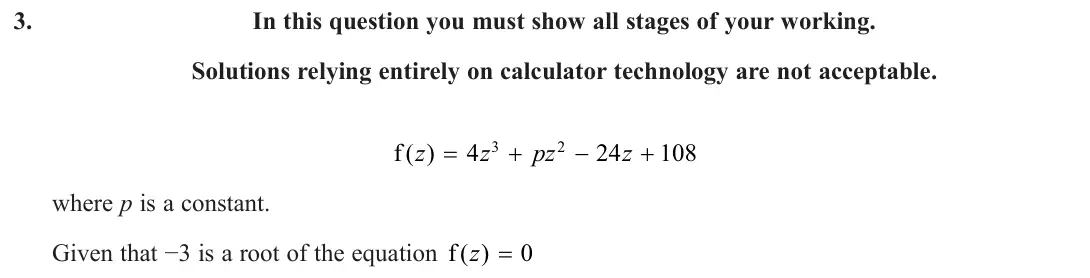 3. In this question you must show all stages of your working.
Solutions relying entirely on calculator technology are not acceptable.
f(z) = 4z³ + pz² − 24z + 108
where p is a constant.
Given that −3 is a root of the equation f(z) = 0